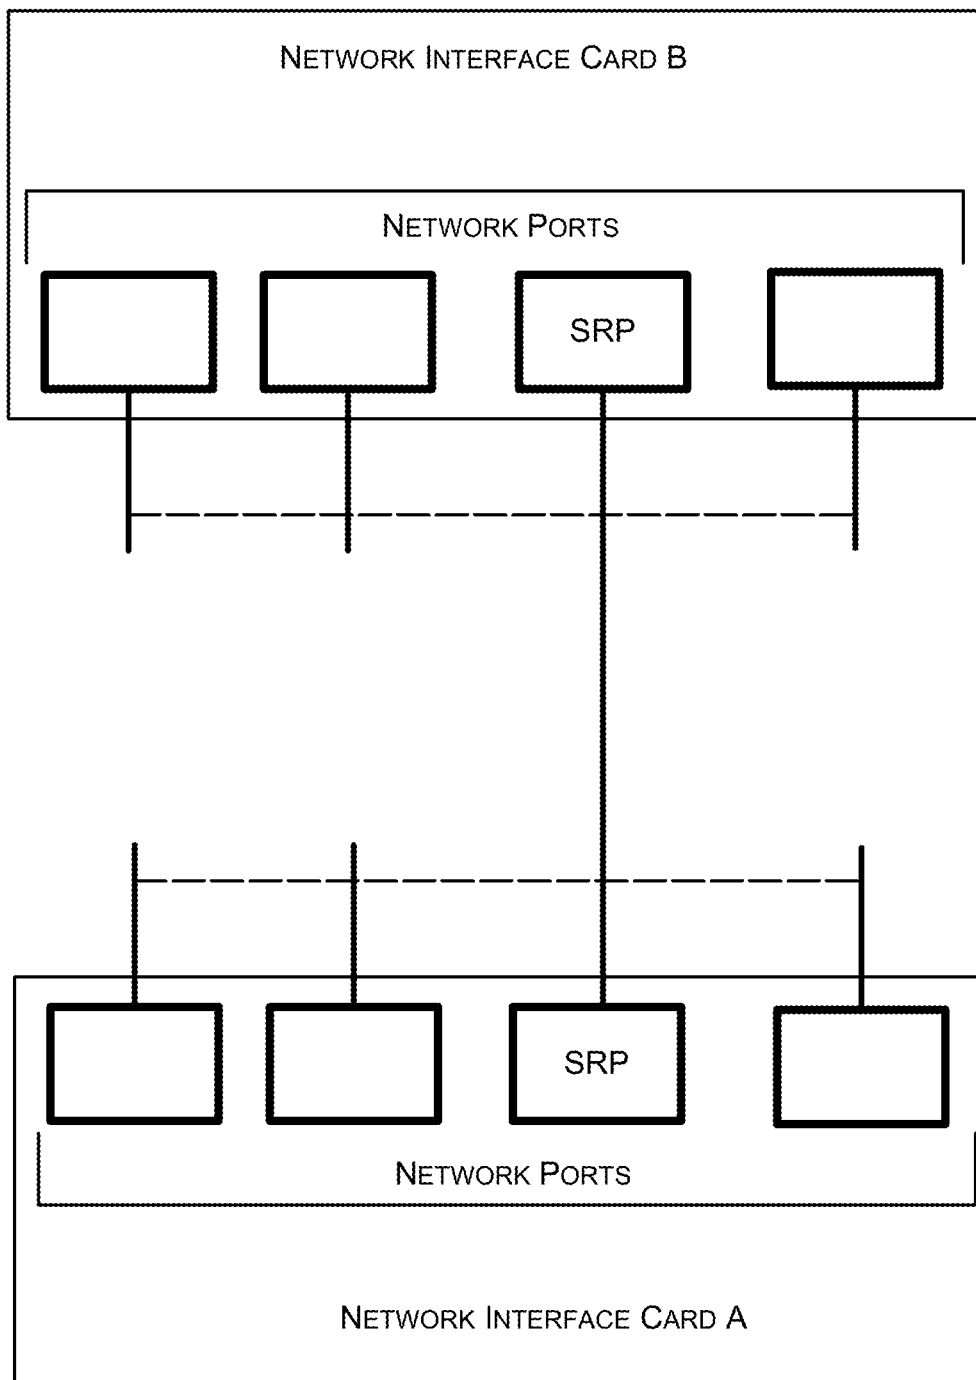 NETWORK INTERFACE CARD B
NETWORK PORTS
SRP
SRP
NETWORK PORTS
NETWORK INTERFACE CARD A